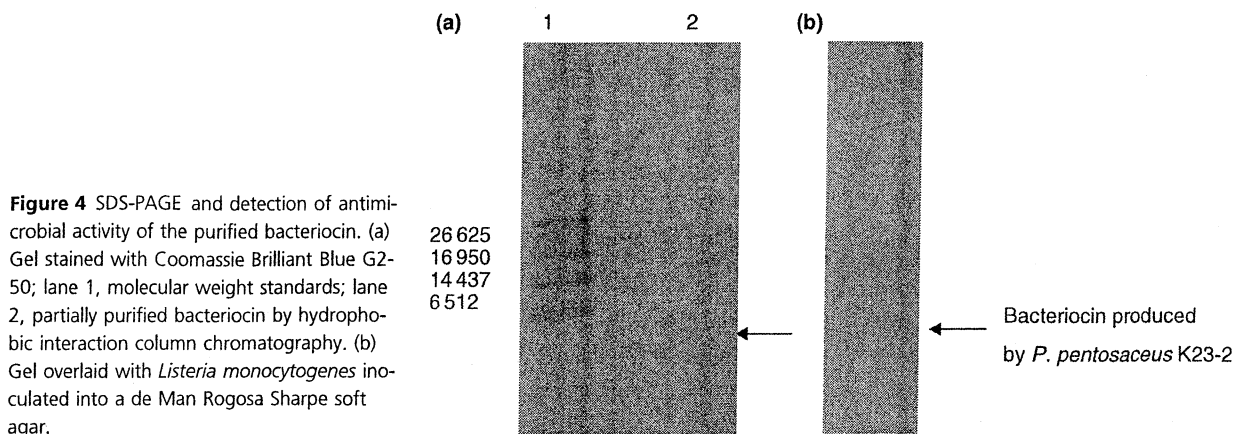 (a) 1 2 (b)
Figure 4 SDS-PAGE and detection of antimi-
crobial activity of the purified bacteriocin. (a)
Gel stained with Coomassie Brilliant Blue G2-
50; lane 1, molecular weight standards; lane
2, partially purified bacteriocin by hydropho-
bic interaction column chromatography. (b)
Gel overlaid with Listeria monocytogenes ino-
culated into a de Man Rogosa Sharpe soft
agar.
26 625
16 950
14 437
6 512
Bacteriocin produced
by P. pentosaceus K23-2